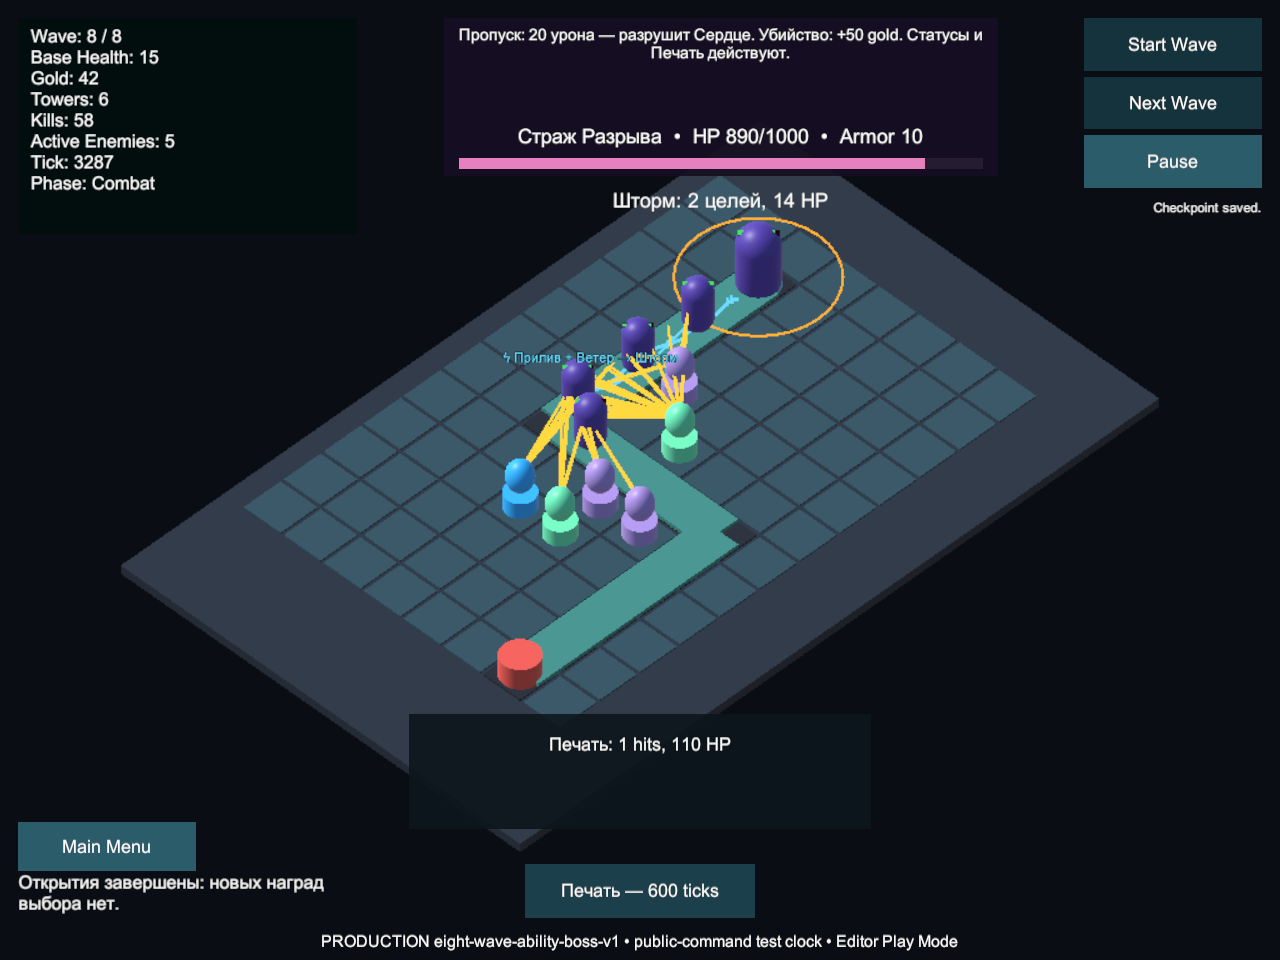 Wave: 8 / 8
Base Health: 15
Gold: 42
Towers: 6
Kills: 58
Active Enemies: 5
Tick: 3287
Phase: Combat
Пропуск: 20 урона — разрушит Сердце. Убийство: +50 gold. Статусы и
Печать действуют.
Страж Разрыва • HP 890/1000 • Armor 10
Start Wave
Next Wave
Pause
Checkpoint saved.
Шторм: 2 целей, 14 HP
ϟ Прилив + Ветер → Шторм
Печать: 1 hits, 110 HP
Main Menu
Открытия завершены: новых наград
выбора нет.
Печать — 600 ticks
PRODUCTION eight-wave-ability-boss-v1 • public-command test clock • Editor Play Mode